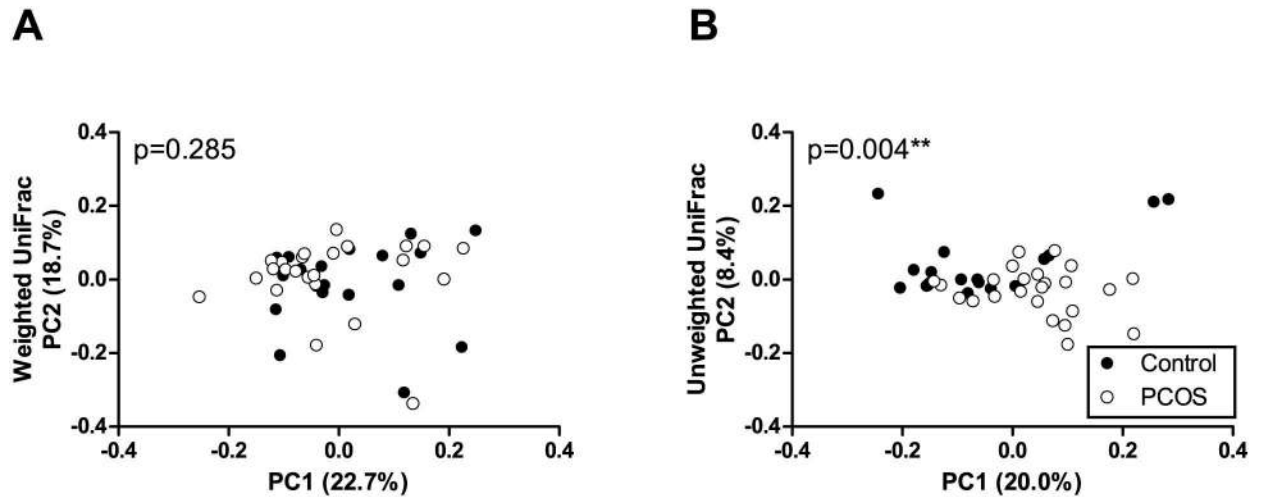 A
B
p=0.285
p=0.004**
Weighted UniFrac
PC2 (18.7%)
0.4
0.2
0.0
-0.2
-0.4
-0.4
-0.2
0.0
0.2
0.4
PC1 (22.7%)
Unweighted UniFrac
PC2 (8.4%)
0.4
0.2
0.0
-0.2
-0.4
-0.4
-0.2
0.0
0.2
0.4
PC1 (20.0%)
Control
PCOS